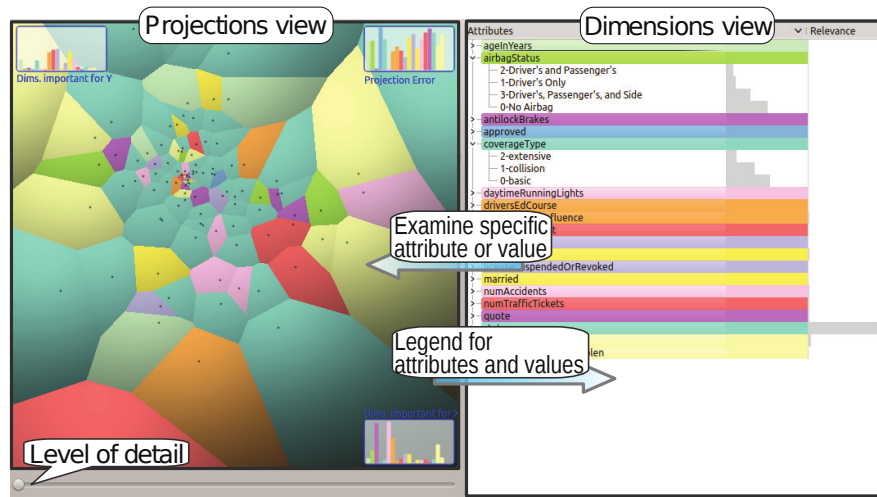 Projections view
Dimensions view
Dims. important for Y
Projection Error
Attributes
Relevance
ageInYears
airbagStatus
2-Driver's and Passenger's
1-Driver's Only
3-Driver's, Passenger's, and Side
0-No Airbag
antilockBrakes
approved
coverageType
2-extensive
1-collision
0-basic
daytimeRunningLights
driversEdCourse
Examine specific
attribute or value
married
numAccidents
numTrafficTickets
quote
Legend for
attributes and values
Dims. important for X
Level of detail